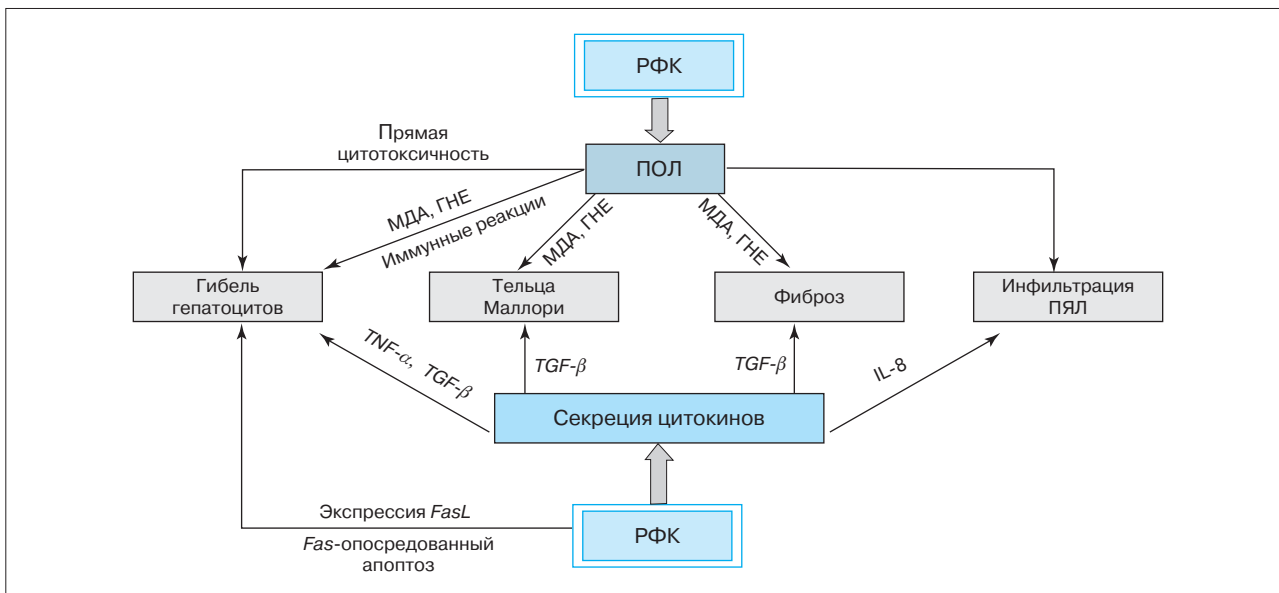 РФК
Прямая
цитотоксичность
ПОЛ
МДА, ГНЕ
Иммунные реакции
МДА, ГНЕ
МДА, ГНЕ
Гибель
гепатоцитов
Тельца
Маллори
Фиброз
Инфильтрация
ПЯЛ
TNF-α, TGF-β
TGF-β
TGF-β
IL-8
Секреция цитокинов
Экспрессия FasL
Fas-опосредованный
апоптоз
РФК